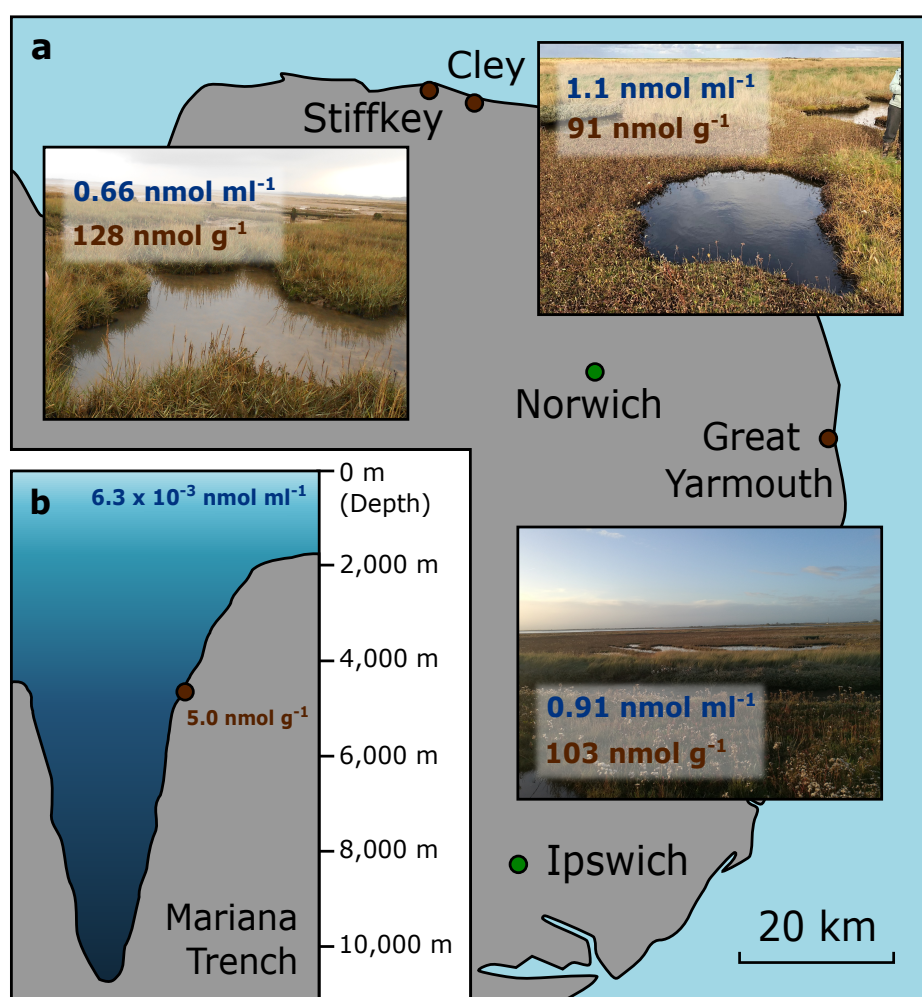 a
Cley
Stiffkey
1.1 nmol ml⁻¹
91 nmol g⁻¹
0.66 nmol ml⁻¹
128 nmol g⁻¹
Norwich
Great
Yarmouth
b
6.3 x 10⁻³ nmol ml⁻¹
0 m
(Depth)
2,000 m
4,000 m
5.0 nmol g⁻¹
6,000 m
8,000 m
10,000 m
Mariana
Trench
0.91 nmol ml⁻¹
103 nmol g⁻¹
Ipswich
20 km